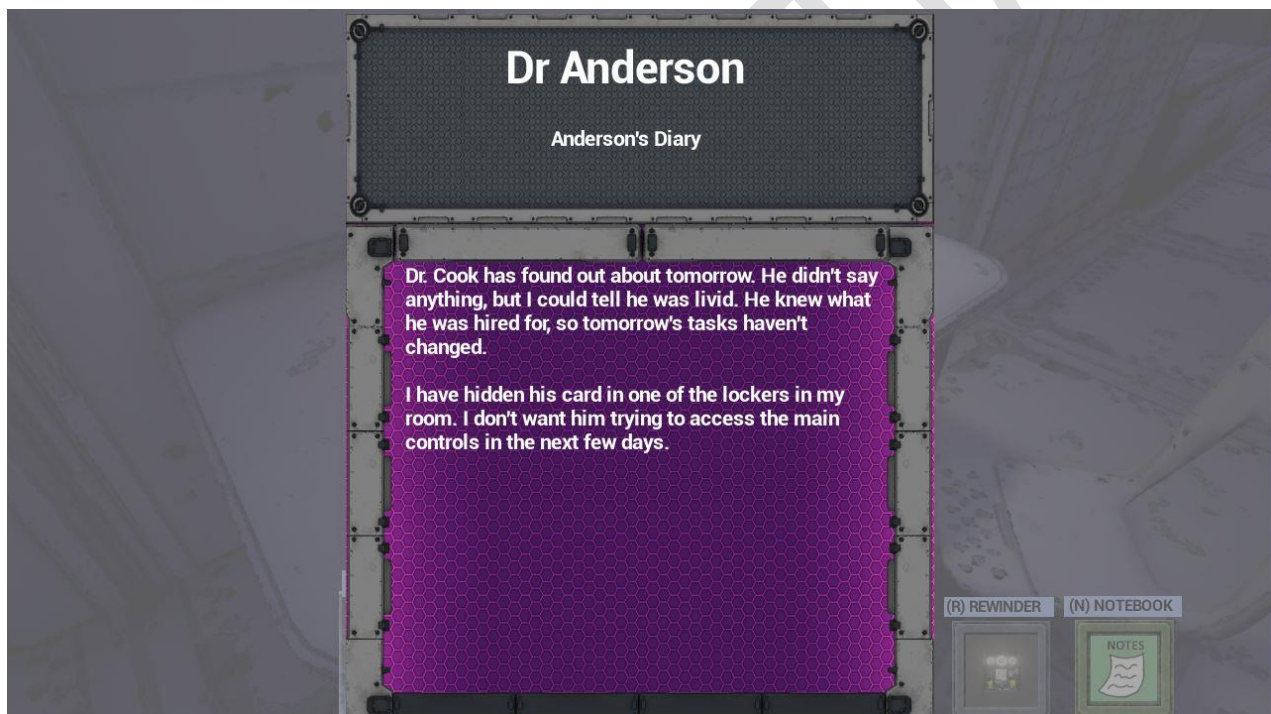 Dr Anderson
Anderson's Diary
Dr. Cook has found out about tomorrow. He didn't say
anything, but I could tell he was livid. He knew what
he was hired for, so tomorrow's tasks haven't
changed.
I have hidden his card in one of the lockers in my
room. I don't want him trying to access the main
controls in the next few days.
(R) REWINDER
(N) NOTEBOOK
NOTES